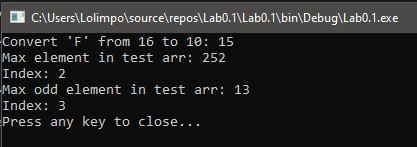 C:\Users\Lolimpo\source\repos\Lab0.1\Lab0.1\bin\Debug\Lab0.1.exe
Convert 'F' from 16 to 10: 15
Max element in test arr: 252
Index: 2
Max odd element in test arr: 13
Index: 3
Press any key to close...